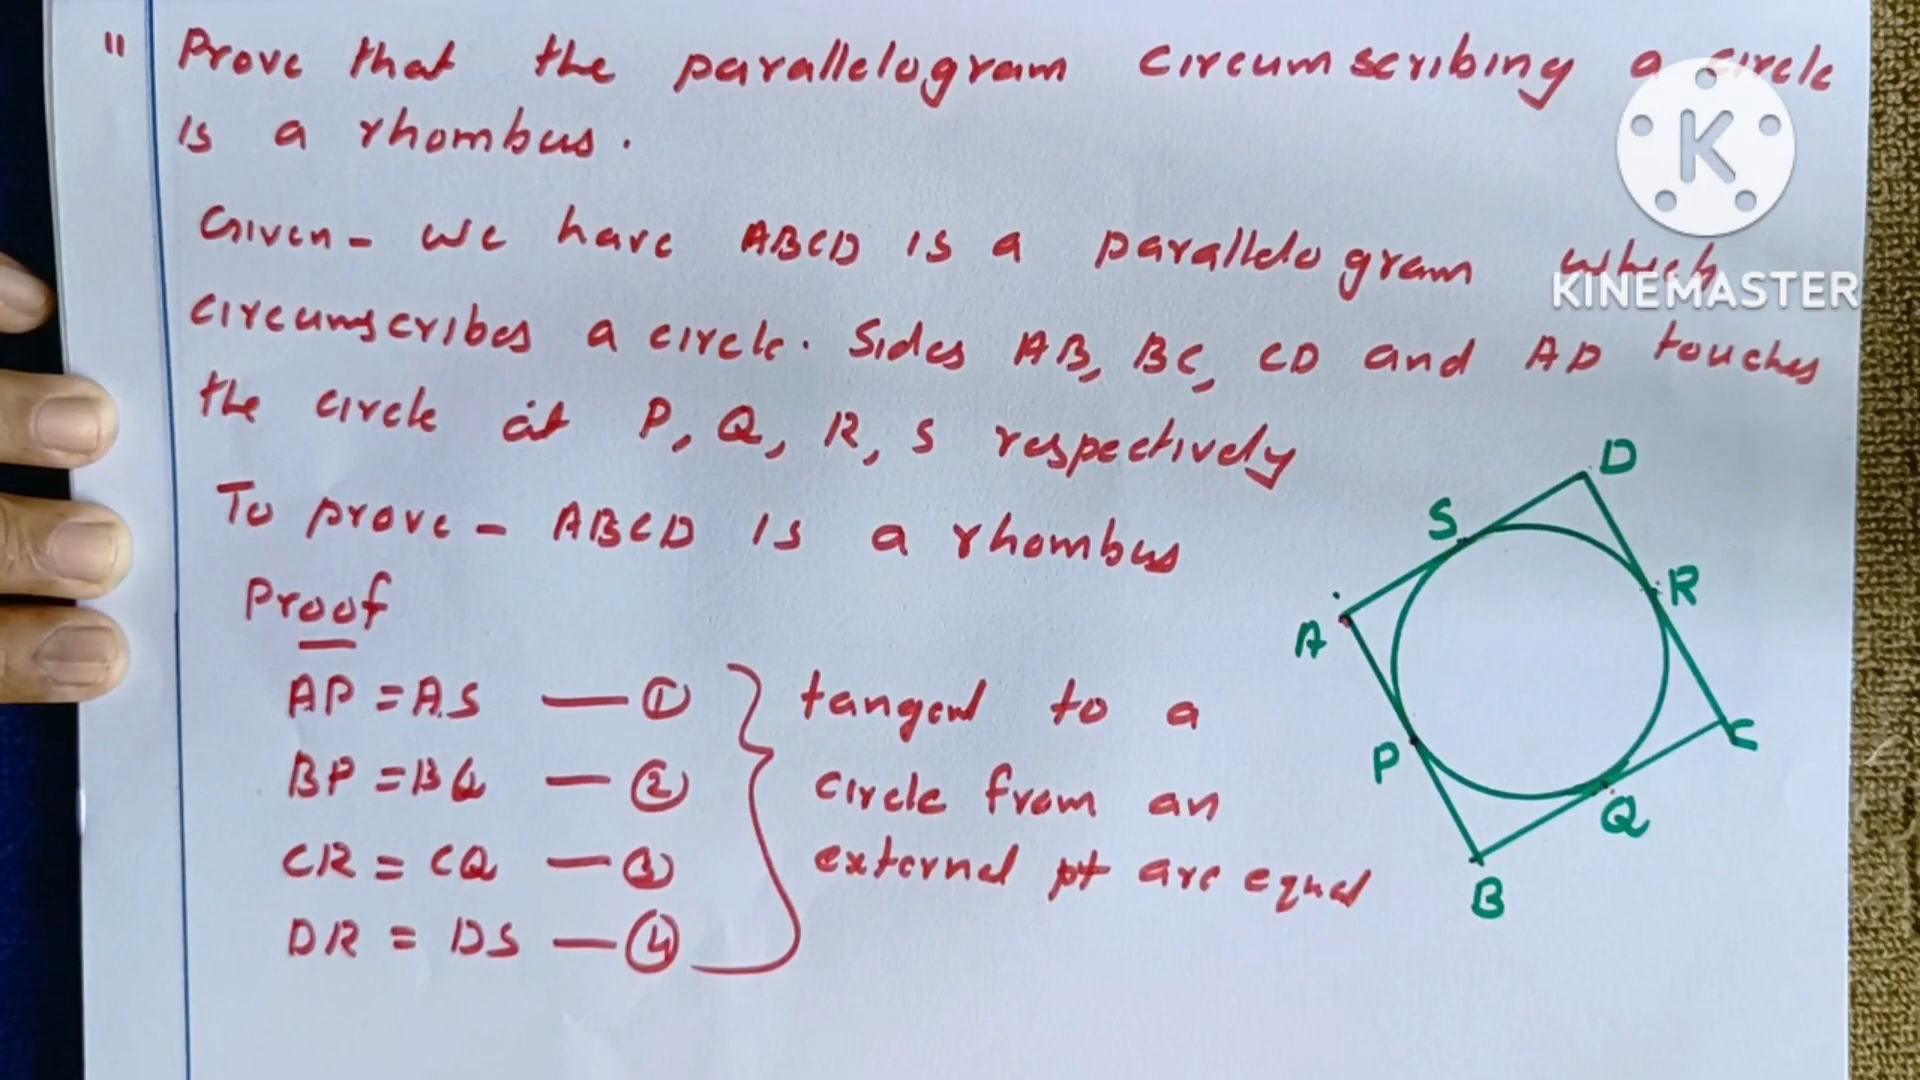 11 Prove that the parallelogram circumscribing a circle
is a rhombus.
K
Given - we have ABCD is a parallelogram which
KINEMASTER
circumscribes a circle. Sides AB, BC, CD and AD touches
the circle at P, Q, R, S respectively
To prove - ABCD is a rhombus
Proof
AP = AS — ①
BP = BQ — ②
CR = CQ — ③
DR = DS — ④
tangent to a
circle from an
external pt are equal
D
S
R
A
C
P
Q
B